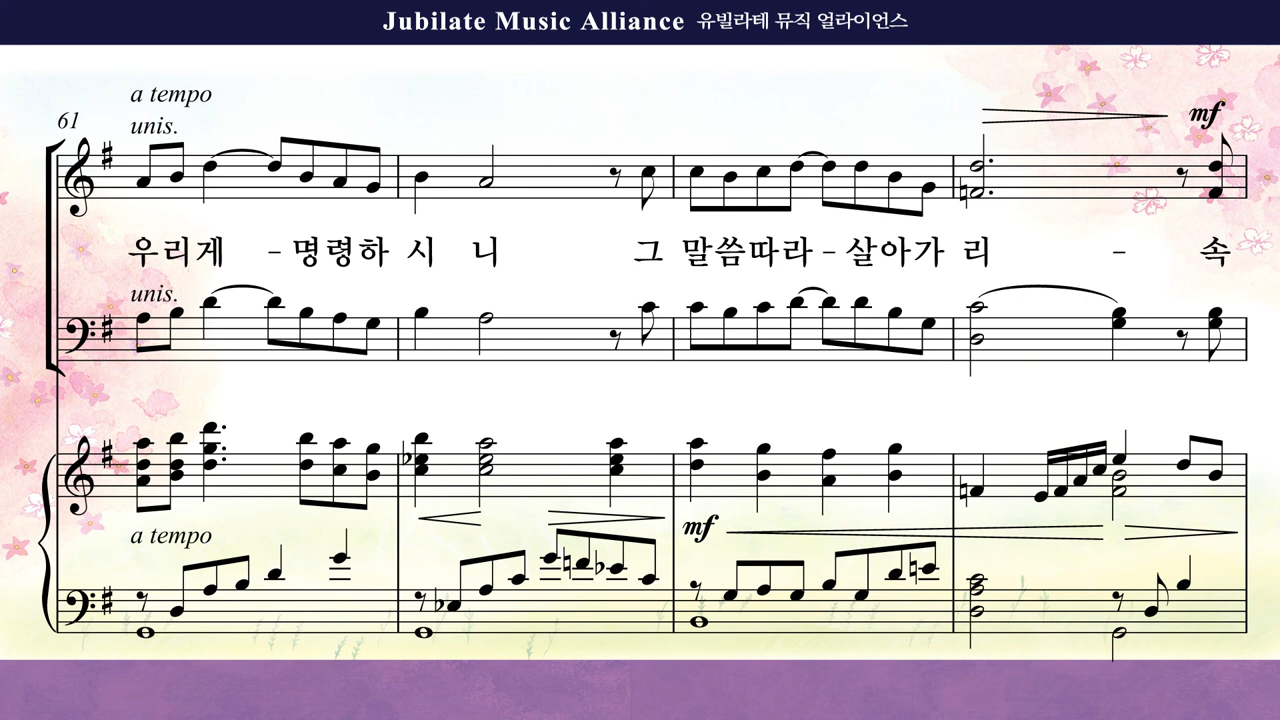 Jubilate Music Alliance 유빌라테 뮤직 얼라이언스
a tempo
61
unis.
mf
우리게 - 명령하 시 니 그 말씀따라 - 살아가 리 - 속
unis.
a tempo
mf